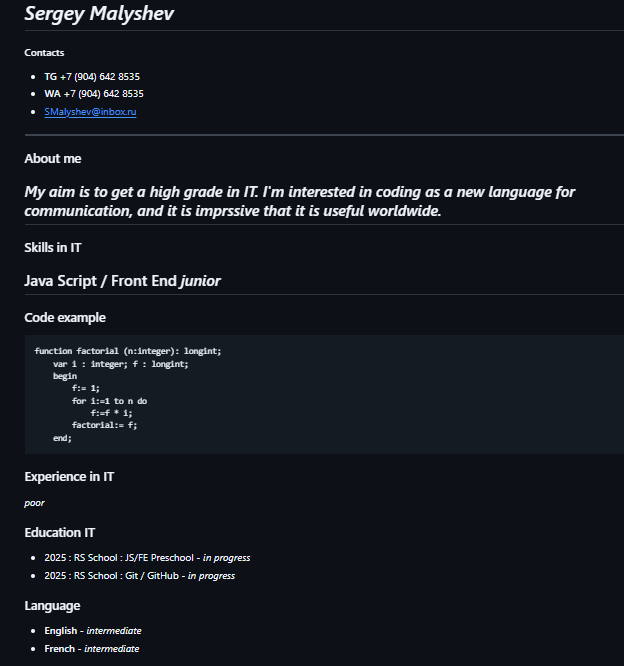 Sergey Malyshev
Contacts
TG +7 (904) 642 8535
WA +7 (904) 642 8535
SMalyshev@inbox.ru
About me
My aim is to get a high grade in IT. I'm interested in coding as a new language for
communication, and it is imprssive that it is useful worldwide.
Skills in IT
Java Script / Front End junior
Code example
function factorial (n:integer): longint;
var i : integer; f : longint;
begin
f:= 1;
for i:=1 to n do
f:=f * i;
factorial:= f;
end;
Experience in IT
poor
Education IT
2025 : RS School : JS/FE Preschool - in progress
2025 : RS School : Git / GitHub - in progress
Language
English - intermediate
French - intermediate